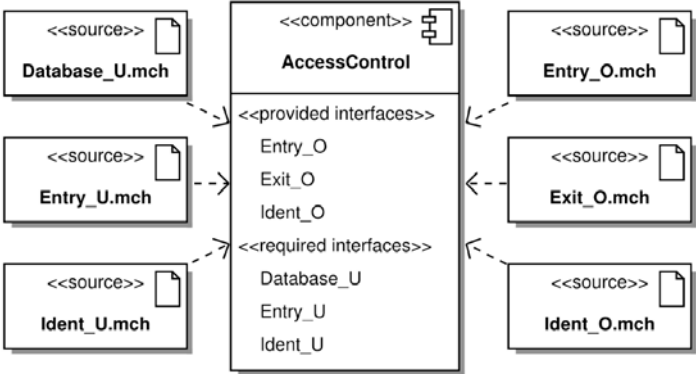 <<source>>
Database_U.mch
<<source>>
Entry_U.mch
<<source>>
Ident_U.mch
<<component>>
AccessControl
<<provided interfaces>>
Entry_O
Exit_O
Ident_O
<<required interfaces>>
Database_U
Entry_U
Ident_U
<<source>>
Entry_O.mch
<<source>>
Exit_O.mch
<<source>>
Ident_O.mch